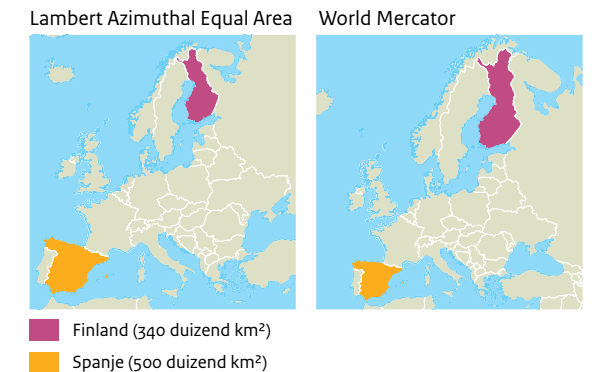 Lambert Azimuthal Equal Area
World Mercator
Finland (340 duizend km²)
Spanje (500 duizend km²)